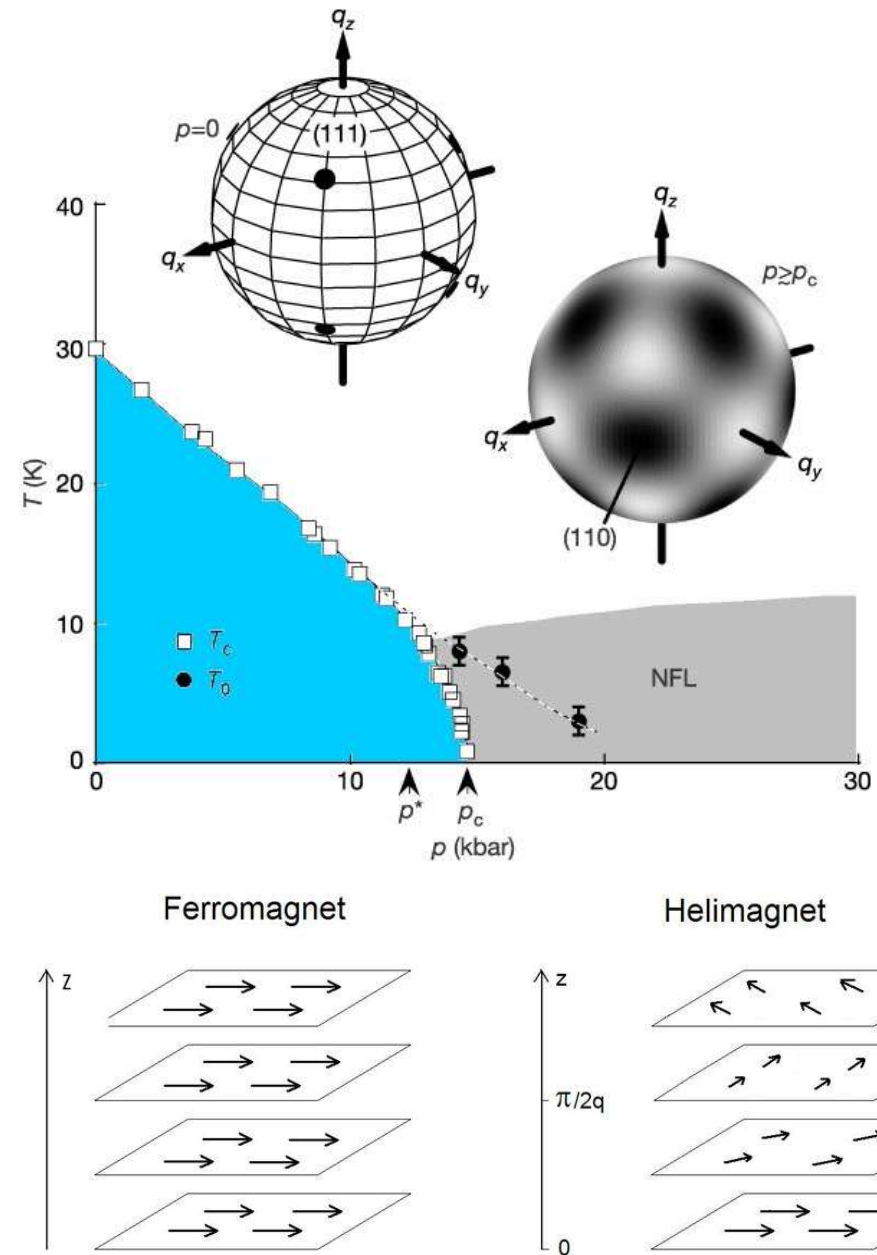 q_z
p=0
(111)
q_x
q_y
q_z
p≳p_c
q_x
q_y
(110)
40
30
20
10
0
T (K)
T_c
T_0
NFL
0
10
20
30
p*
p_c
p (kbar)
Ferromagnet
Helimagnet
z
z
π/2q
0